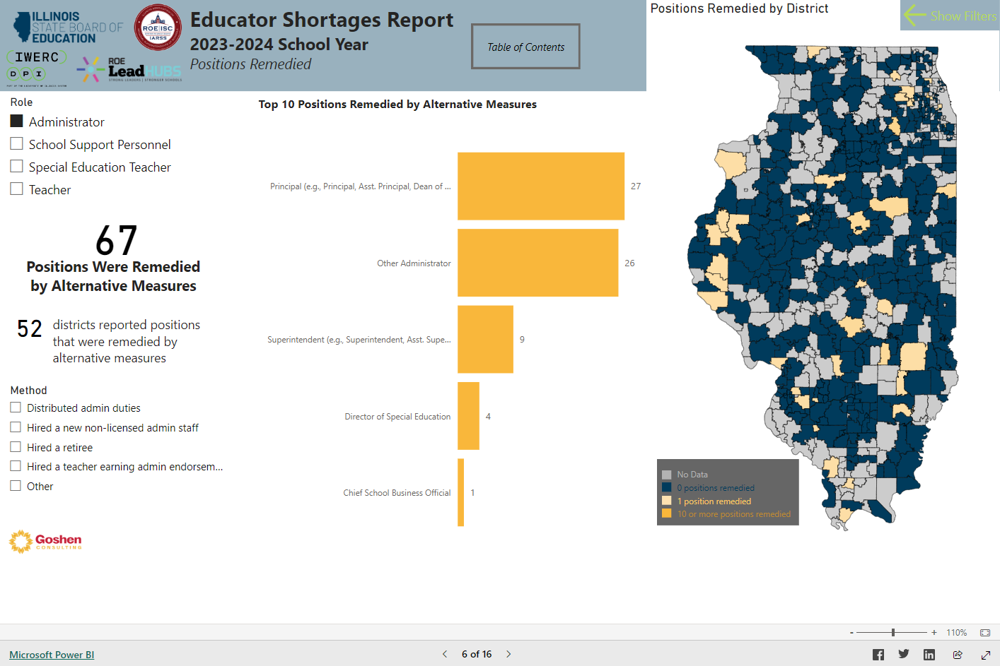 ILLINOIS
STATE BOARD OF
EDUCATION
ROE|ISC
IARSS
IWERC
DPI
ROE
LeadHUBS
STRONG LEADERS | STRONGER SCHOOLS
Educator Shortages Report
2023-2024 School Year
Positions Remedied
Table of Contents
Positions Remedied by District
Show Filters
Role
Administrator
School Support Personnel
Special Education Teacher
Teacher
67
Positions Were Remedied
by Alternative Measures
52
districts reported positions
that were remedied by
alternative measures
Method
Distributed admin duties
Hired a new non-licensed admin staff
Hired a retiree
Hired a teacher earning admin endorsem...
Other
Goshen
CONSULTING
Top 10 Positions Remedied by Alternative Measures
Principal (e.g., Principal, Asst. Principal, Dean of ... 27
Other Administrator 26
Superintendent (e.g., Superintendent, Asst. Supe... 9
Director of Special Education 4
Chief School Business Official 1
No Data
0 positions remedied
1 position remedied
10 or more positions remedied
- + 110%
Microsoft Power BI
6 of 16